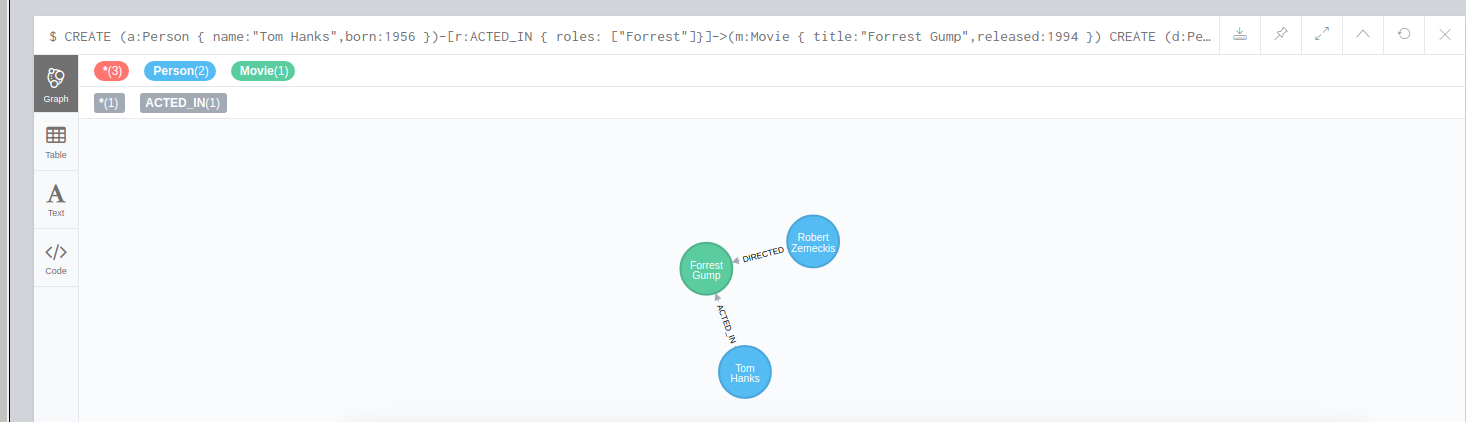 $ CREATE (a:Person { name:"Tom Hanks",born:1956 })-[r:ACTED_IN { roles: ["Forrest"]}]->(m:Movie { title:"Forrest Gump",released:1994 }) CREATE (d:Pe…
Graph
*(3) Person(2) Movie(1)
*(1) ACTED_IN(1)
Table
Text
Code
Robert
Zemeckis
DIRECTED
Forrest
Gump
ACTED_IN
Tom
Hanks